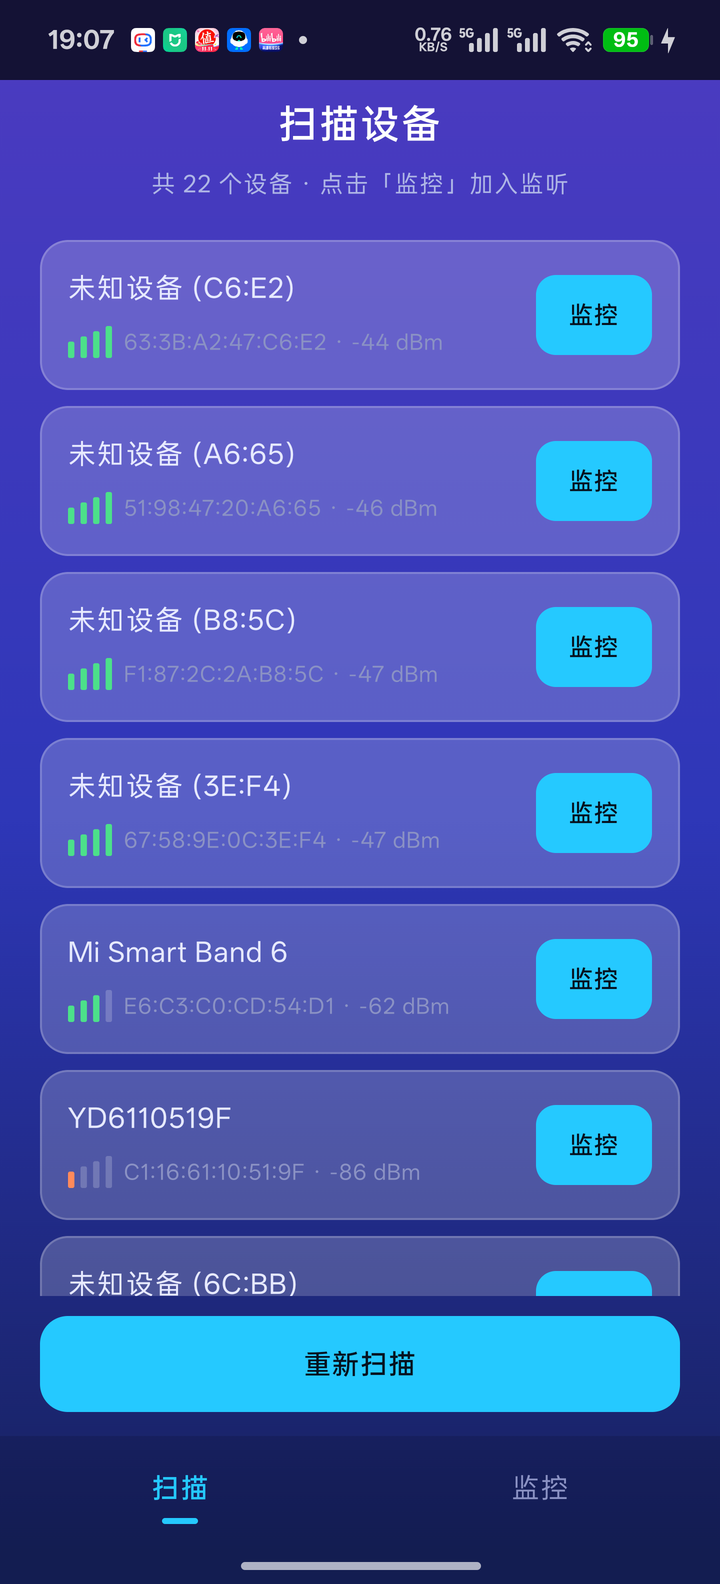 19:07
值
bilibili
0.76
KB/S
5G
5G
95
扫描设备
共 22 个设备 · 点击「监控」加入监听
未知设备 (C6:E2)
63:3B:A2:47:C6:E2 · -44 dBm
监控
未知设备 (A6:65)
51:98:47:20:A6:65 · -46 dBm
监控
未知设备 (B8:5C)
F1:87:2C:2A:B8:5C · -47 dBm
监控
未知设备 (3E:F4)
67:58:9E:0C:3E:F4 · -47 dBm
监控
Mi Smart Band 6
E6:C3:C0:CD:54:D1 · -62 dBm
监控
YD6110519F
C1:16:61:10:51:9F · -86 dBm
监控
未知设备 (6C:BB)
重新扫描
扫描
监控